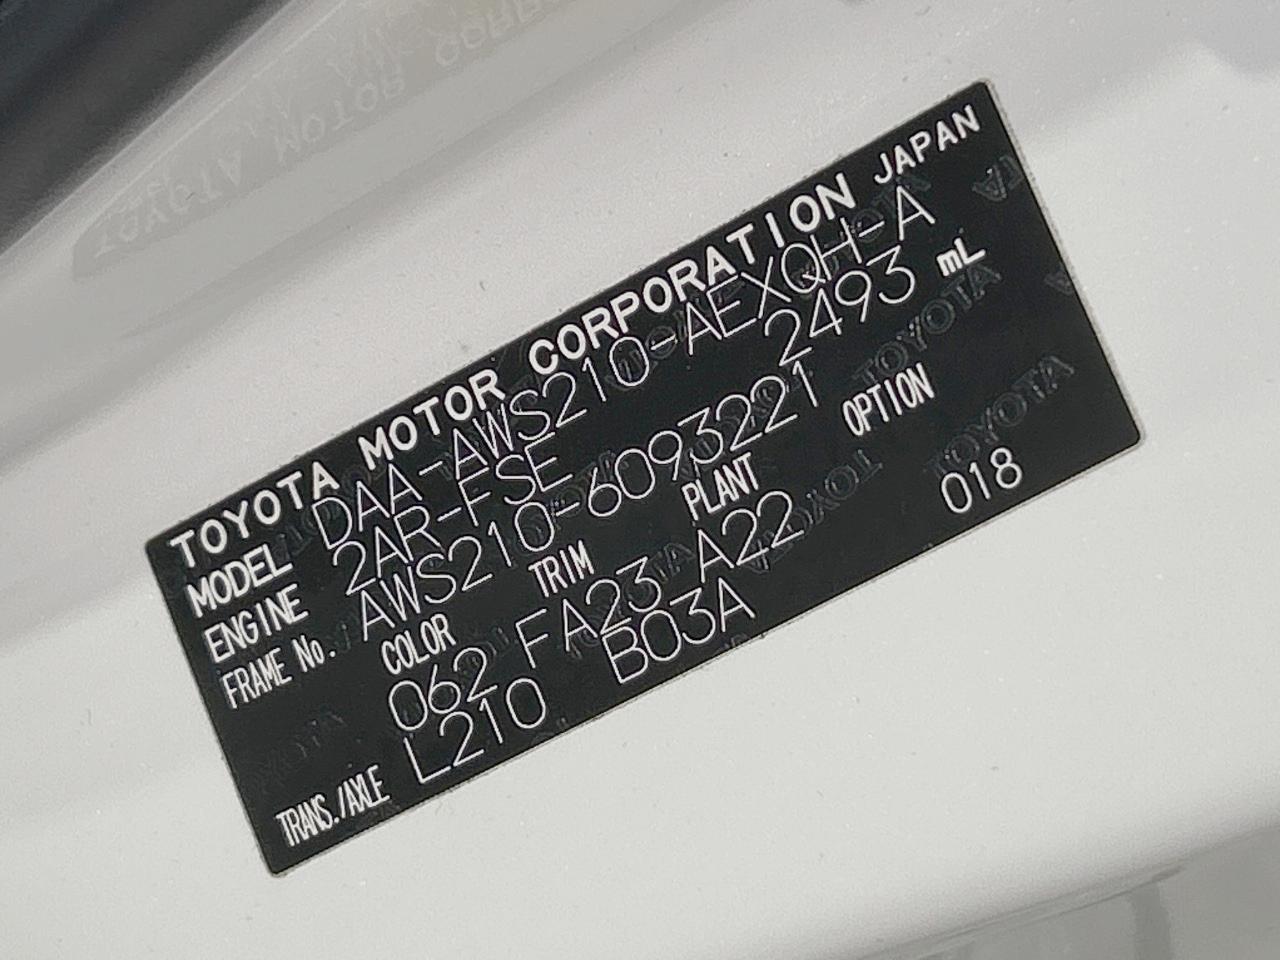 TOYOTA MOTOR CORPORATION JAPAN
MODEL DAA-AWS210-AEXQH-A
ENGINE 2AR-FSE 2493 mL
FRAME No. AWS210-6093221
COLOR TRIM PLANT OPTION
062 FA23 A22 018
TRANS./AXLE L210 B03A